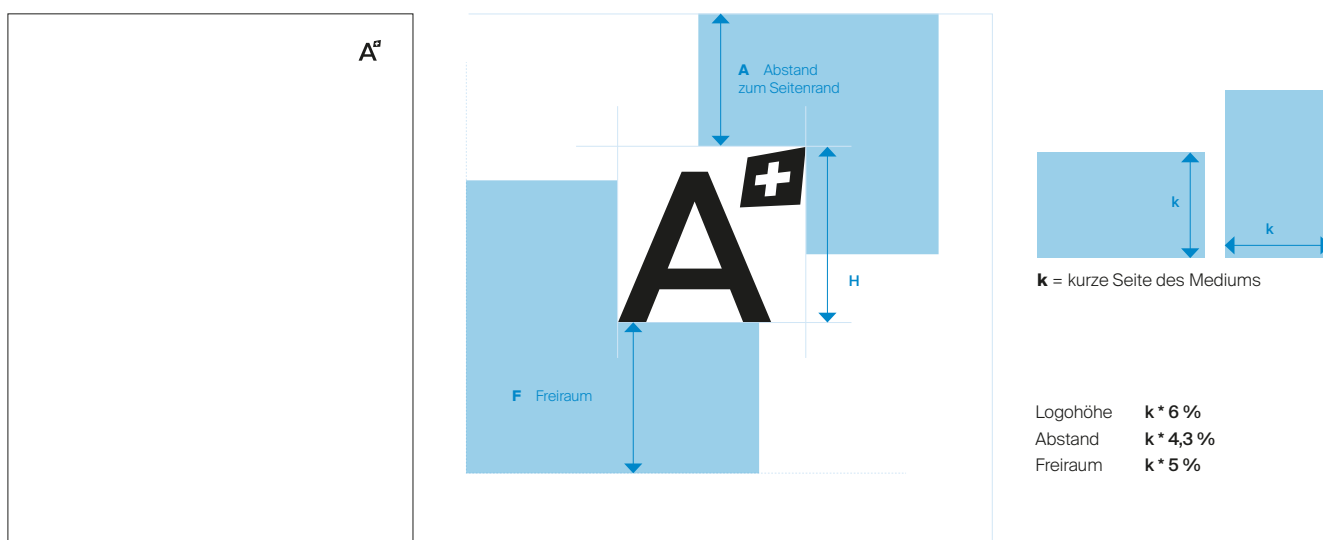 A
A Abstand
zum Seitenrand
A
H
F Freiraum
k
k
k = kurze Seite des Mediums
Logohöhe k * 6 %
Abstand k * 4,3 %
Freiraum k * 5 %